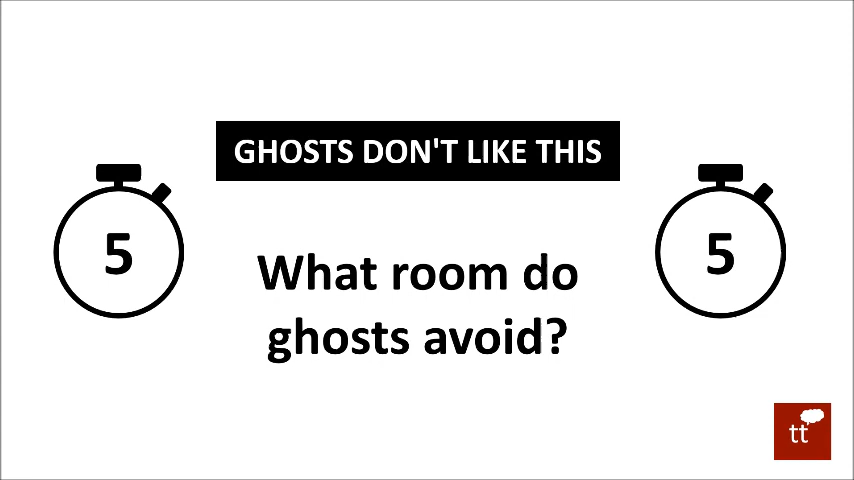 GHOSTS DON'T LIKE THIS
5
5
What room do
ghosts avoid?
tt